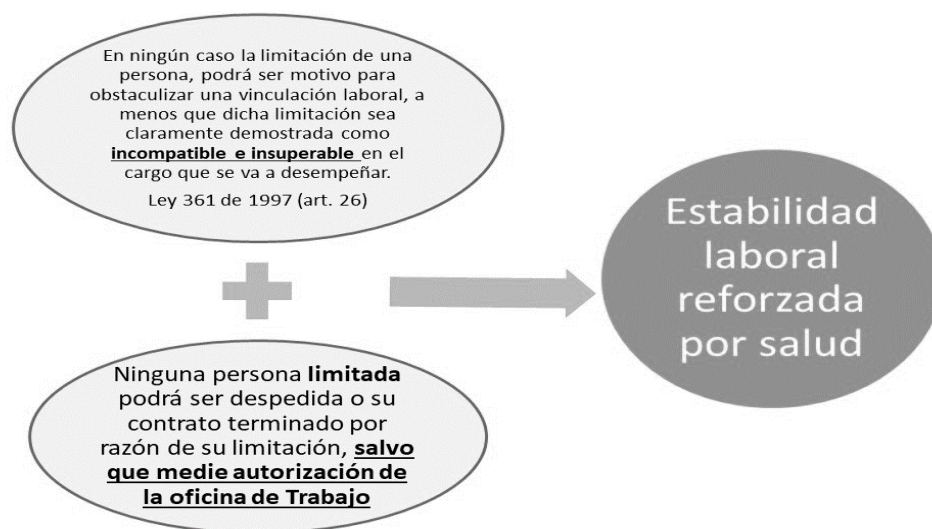 En ningún caso la limitación de una
persona, podrá ser motivo para
obstaculizar una vinculación laboral, a
menos que dicha limitación sea
claramente demostrada como
incompatible e insuperable en el
cargo que se va a desempeñar.
Ley 361 de 1997 (art. 26)
Ninguna persona limitada
podrá ser despedida o su
contrato terminado por
razón de su limitación, salvo
que medie autorización de
la oficina de Trabajo
Estabilidad
laboral
reforzada
por salud